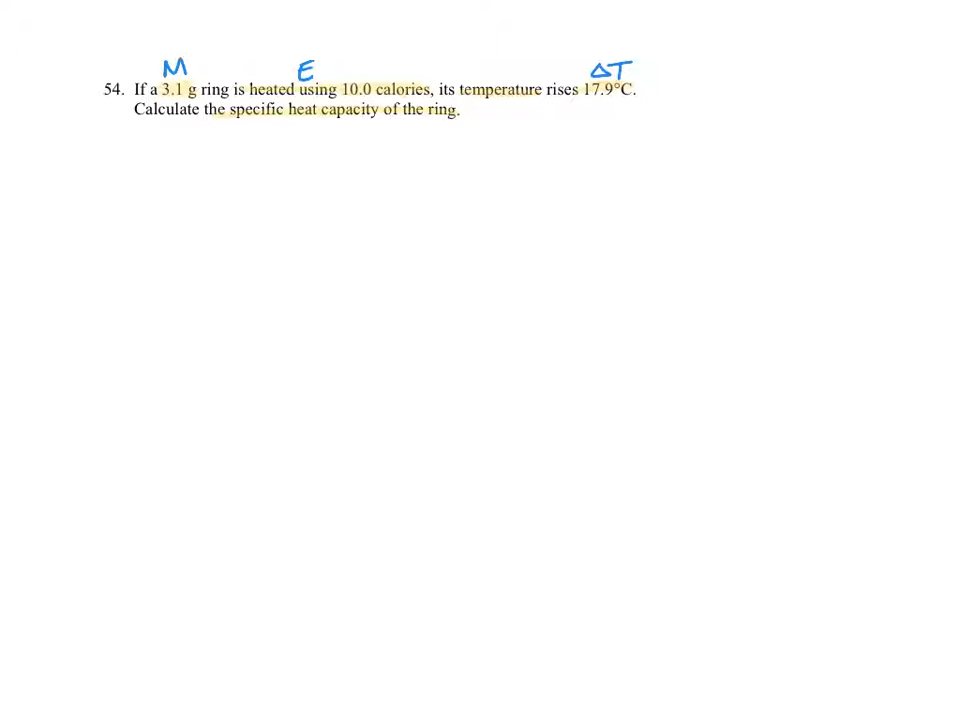 M E ΔT
54. If a 3.1 g ring is heated using 10.0 calories, its temperature rises 17.9°C.
Calculate the specific heat capacity of the ring.